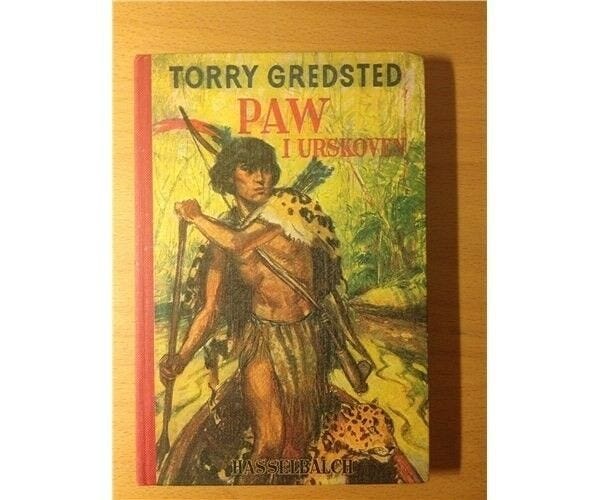 TORRY GREDSTED
PAW
I URSKOVEN
HASSELBALCH